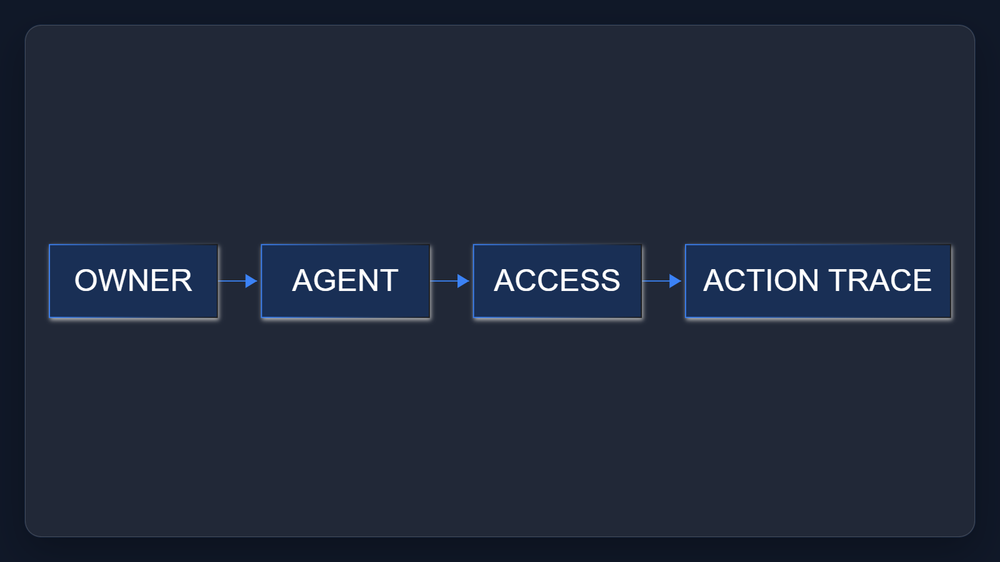 OWNER AGENT ACCESS ACTION TRACE